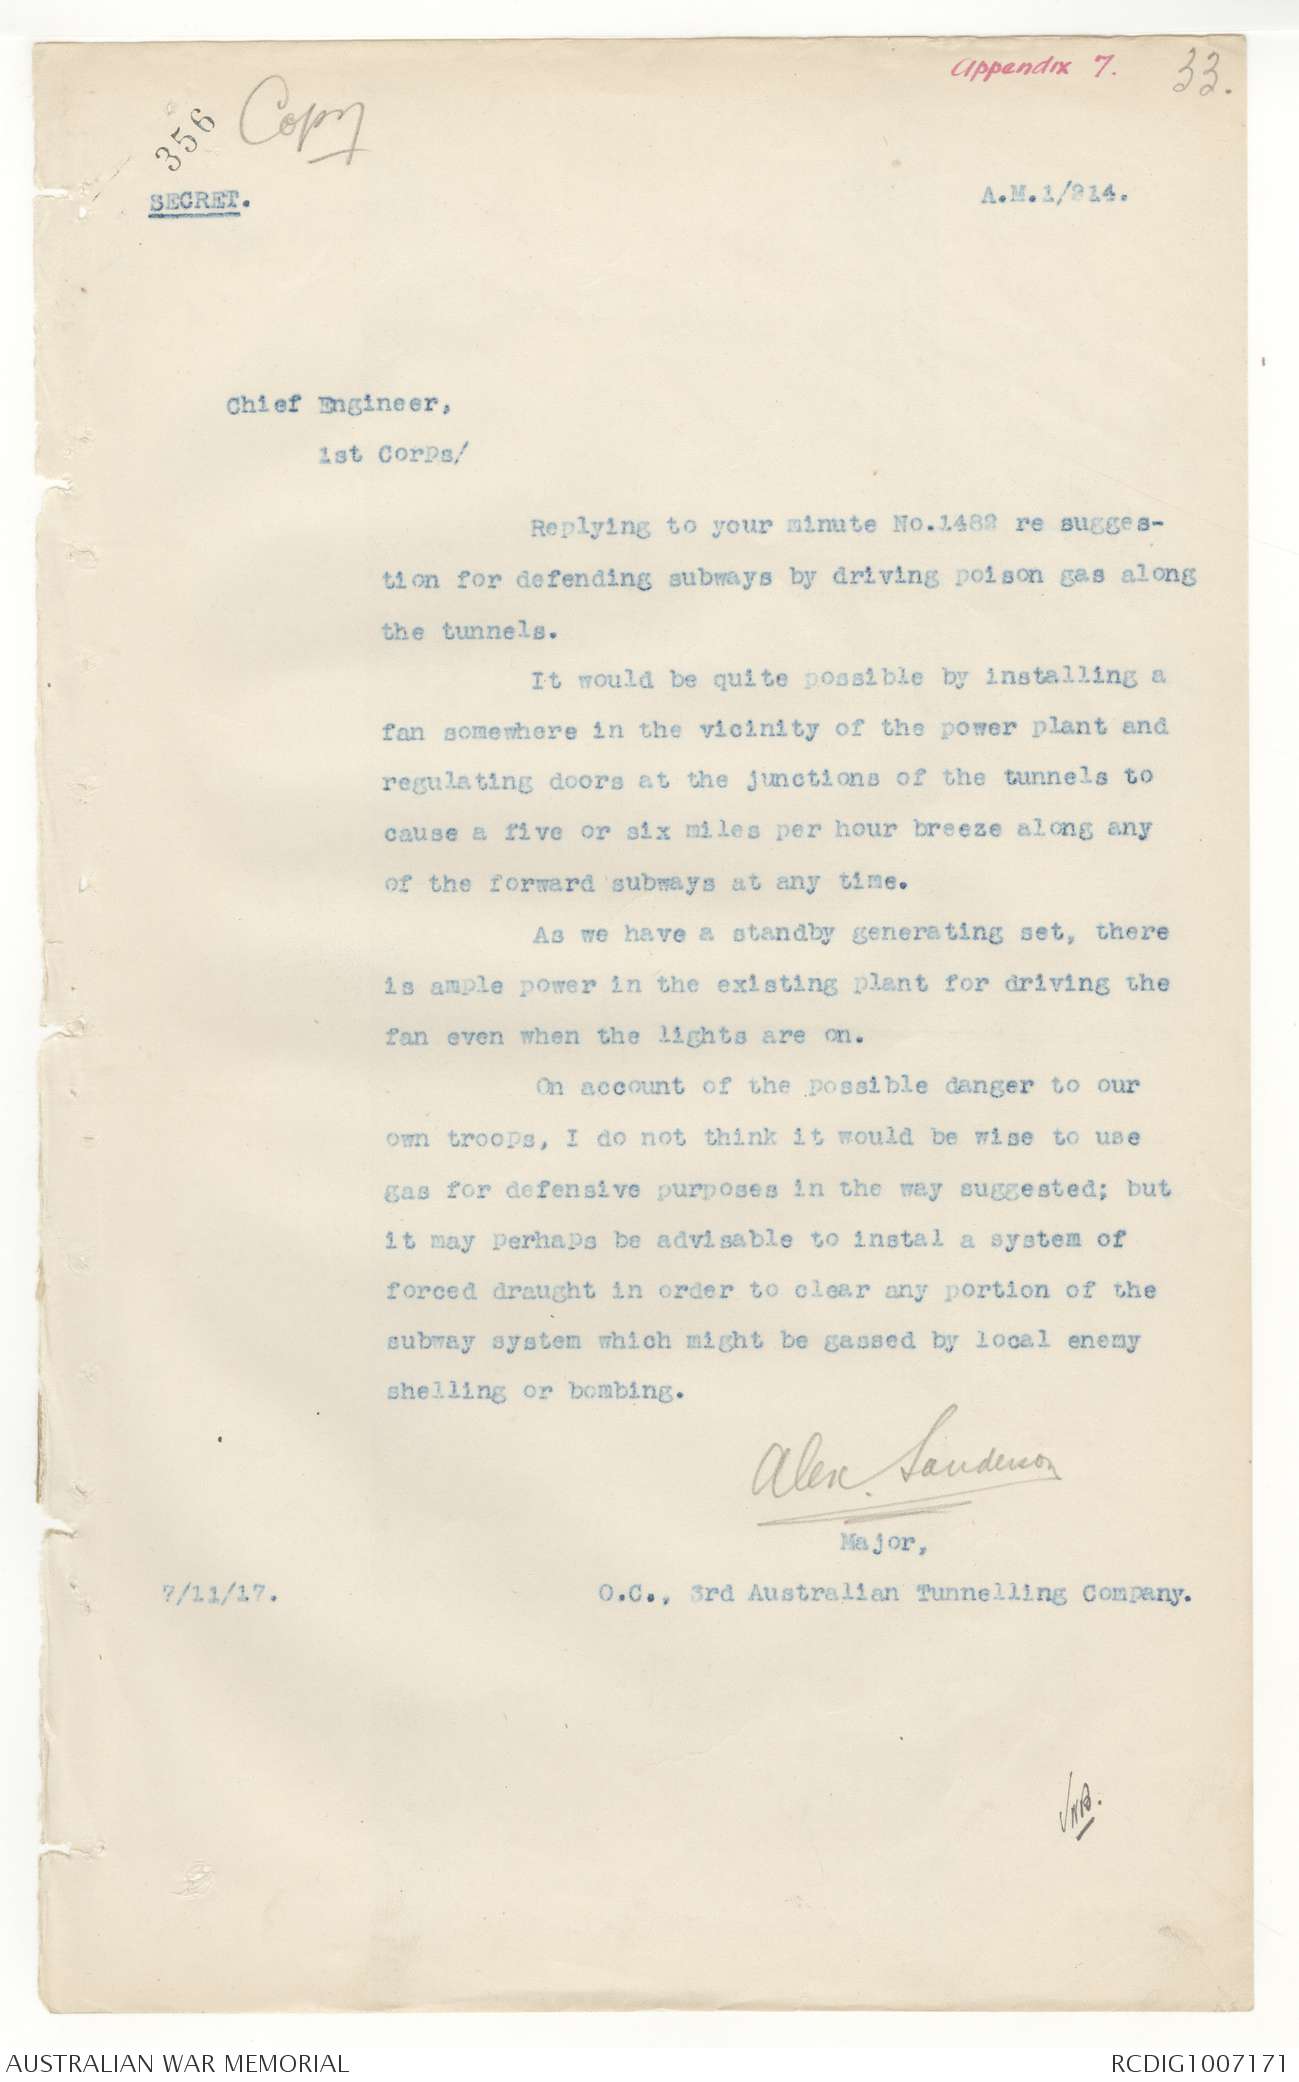 Appendix 7.
33.
356
Copy
SECRET.
A.M.1/214.
Chief Engineer,
1st Corps/
Replying to your minute No.1482 re sugges-
tion for defending subways by driving poison gas along
the tunnels.
It would be quite possible by installing a
fan somewhere in the vicinity of the power plant and
regulating doors at the junctions of the tunnels to
cause a five or six miles per hour breeze along any
of the forward subways at any time.
As we have a standby generating set, there
is ample power in the existing plant for driving the
fan even when the lights are on.
On account of the possible danger to our
own troops, I do not think it would be wise to use
gas for defensive purposes in the way suggested; but
it may perhaps be advisable to instal a system of
forced draught in order to clear any portion of the
subway system which might be gassed by local enemy
shelling or bombing.
Alex. Sanderson
Major,
7/11/17.
O.C., 3rd Australian Tunnelling Company.
AUSTRALIAN WAR MEMORIAL
RCDIG1007171